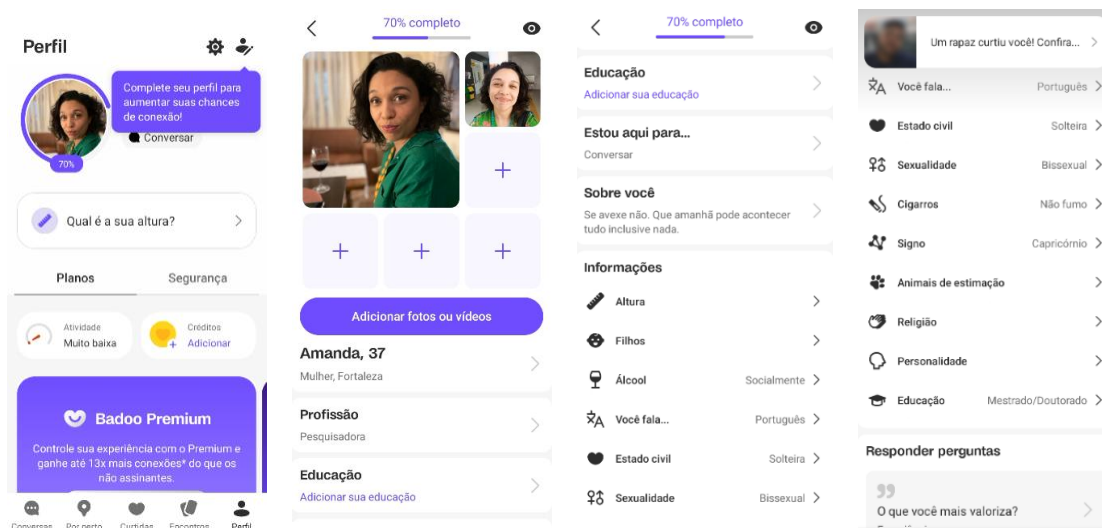 Perfil
Complete seu perfil para
aumentar suas chances
de conexão!
Conversar
70%
Qual é a sua altura?
Planos
Segurança
Atividade
Muito baixa
Créditos
Adicionar
Badoo Premium
Controle sua experiência com o Premium e
ganhe até 13x mais conexões* do que os
não assinantes.
Conversas
Por perto
Curtidas
Encontros
Perfil
70% completo
Adicionar fotos ou vídeos
Amanda, 37
Mulher, Fortaleza
Profissão
Pesquisadora
Educação
Adicionar sua educação
70% completo
Educação
Adicionar sua educação
Estou aqui para...
Conversar
Sobre você
Se avexe não. Que amanhã pode acontecer
tudo inclusive nada.
Informações
Altura
Filhos
Álcool Socialmente
Você fala... Português
Estado civil Solteira
Sexualidade Bissexual
Um rapaz curtiu você! Confira...
Você fala... Português
Estado civil Solteira
Sexualidade Bissexual
Cigarros Não fumo
Signo Capricórnio
Animais de estimação
Religião
Personalidade
Educação Mestrado/Doutorado
Responder perguntas
O que você mais valoriza?